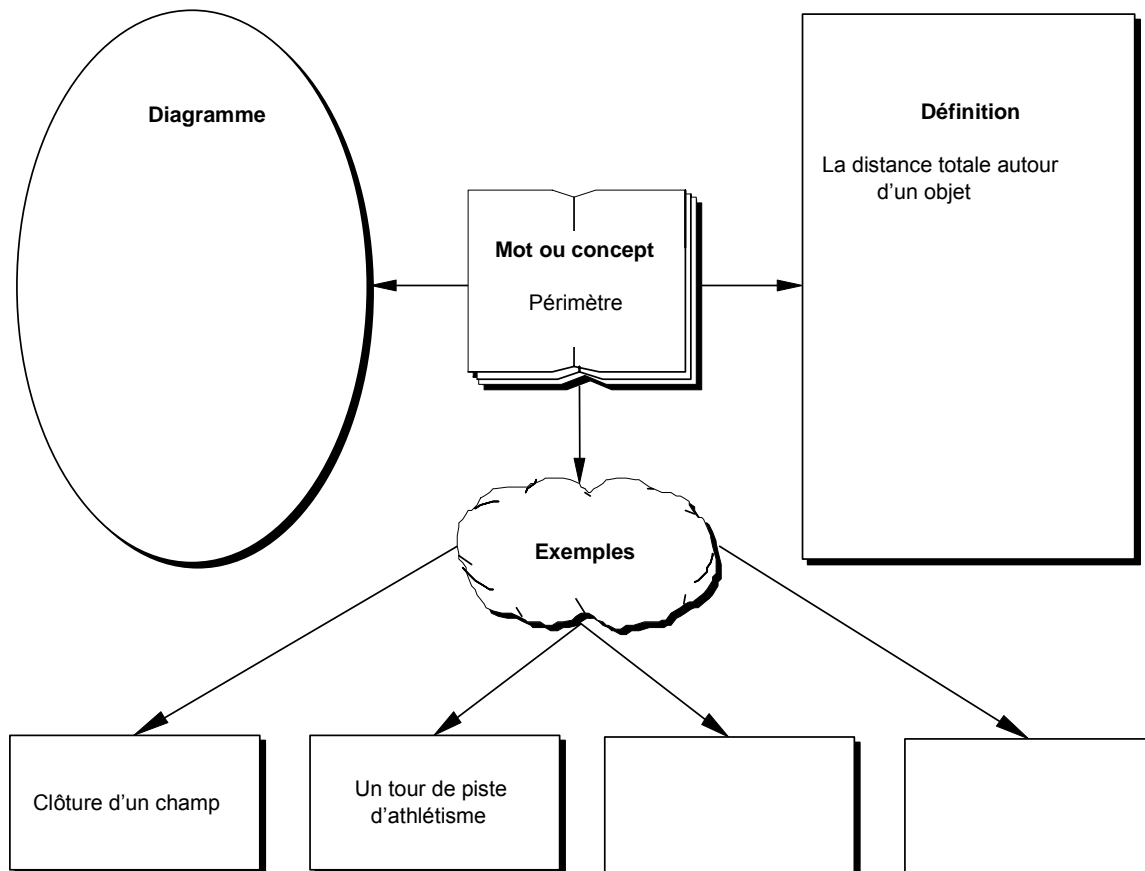 Diagramme
Définition
La distance totale autour
d’un objet
Mot ou concept
Périmètre
Exemples
Clôture d’un champ
Un tour de piste
d’athlétisme